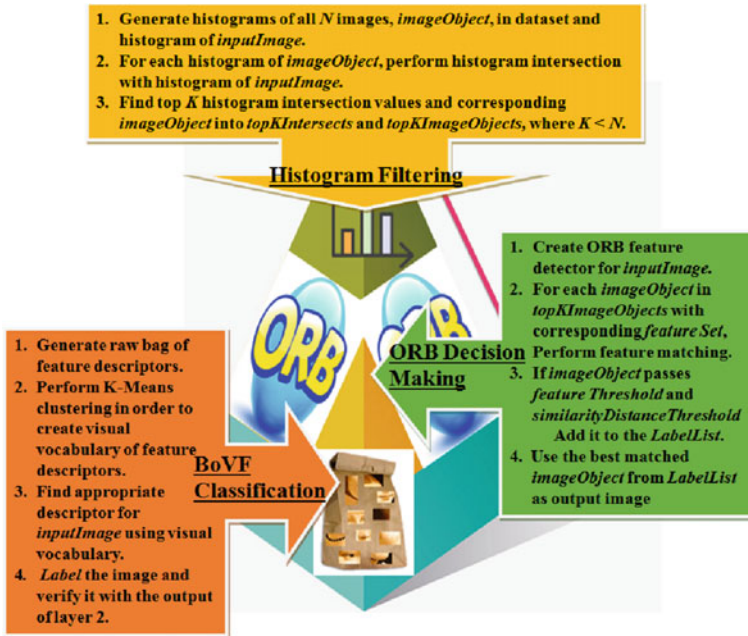 1. Generate histograms of all N images, imageObject, in dataset and
histogram of inputImage.
2. For each histogram of imageObject, perform histogram intersection
with histogram of inputImage.
3. Find top K histogram intersection values and corresponding
imageObject into topKIntersects and topKImageObjects, where K < N.
Histogram Filtering
1. Create ORB feature
detector for inputImage.
2. For each imageObject in
topKImageObjects with
corresponding feature Set,
Perform feature matching.
3. If imageObject passes
feature Threshold and
similarityDistanceThreshold
Add it to the LabelList.
4. Use the best matched
imageObject from LabelList
as output image
ORB Decision
Making
ORB
ORB
1. Generate raw bag of
feature descriptors.
2. Perform K-Means
clustering in order to
create visual
vocabulary of feature
descriptors.
3. Find appropriate
descriptor for
inputImage using visual
vocabulary.
4. Label the image and
verify it with the output
of layer 2.
BoVF
Classification